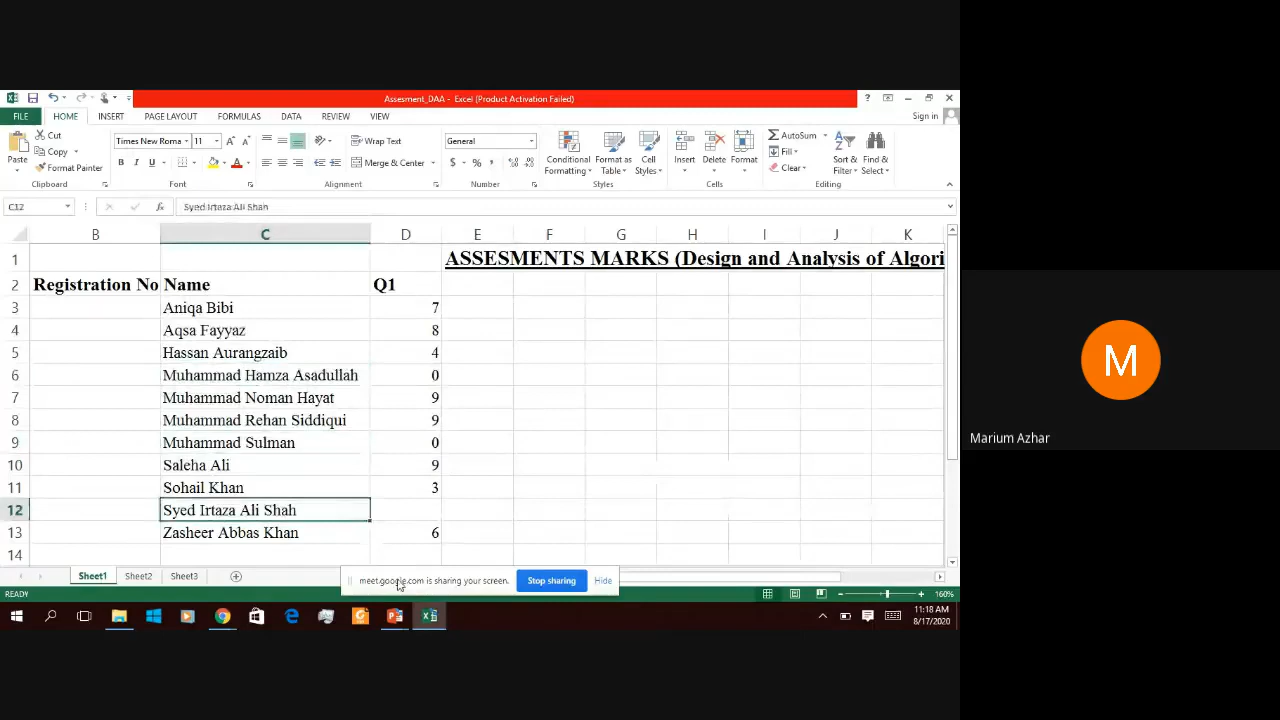 Assesment_DAA - Excel (Product Activation Failed)
FILE HOME INSERT PAGE LAYOUT FORMULAS DATA REVIEW VIEW Sign in
Paste
Cut
Copy
Format Painter
Clipboard
Times New Roma 11
B I U
Font
Wrap Text
Merge & Center
Alignment
General
$ % ,
Number
Conditional Formatting
Format as Table
Cell Styles
Styles
Insert Delete Format
Cells
AutoSum
Fill
Clear
Sort & Filter
Find & Select
Editing
C12 fx Syed Irtaza Ali Shah
B C D E F G H I J K
1 ASSESMENTS MARKS (Design and Analysis of Algori
2 Registration No Name Q1
3 Aniqa Bibi 7
4 Aqsa Fayyaz 8
5 Hassan Aurangzaib 4
6 Muhammad Hamza Asadullah 0
7 Muhammad Noman Hayat 9
8 Muhammad Rehan Siddiqui 9
9 Muhammad Sulman 0
10 Saleha Ali 9
11 Sohail Khan 3
12 Syed Irtaza Ali Shah
13 Zasheer Abbas Khan 6
14
Sheet1 Sheet2 Sheet3
meet.google.com is sharing your screen. Stop sharing Hide
READY 160%
11:18 AM
8/17/2020
M
Marium Azhar